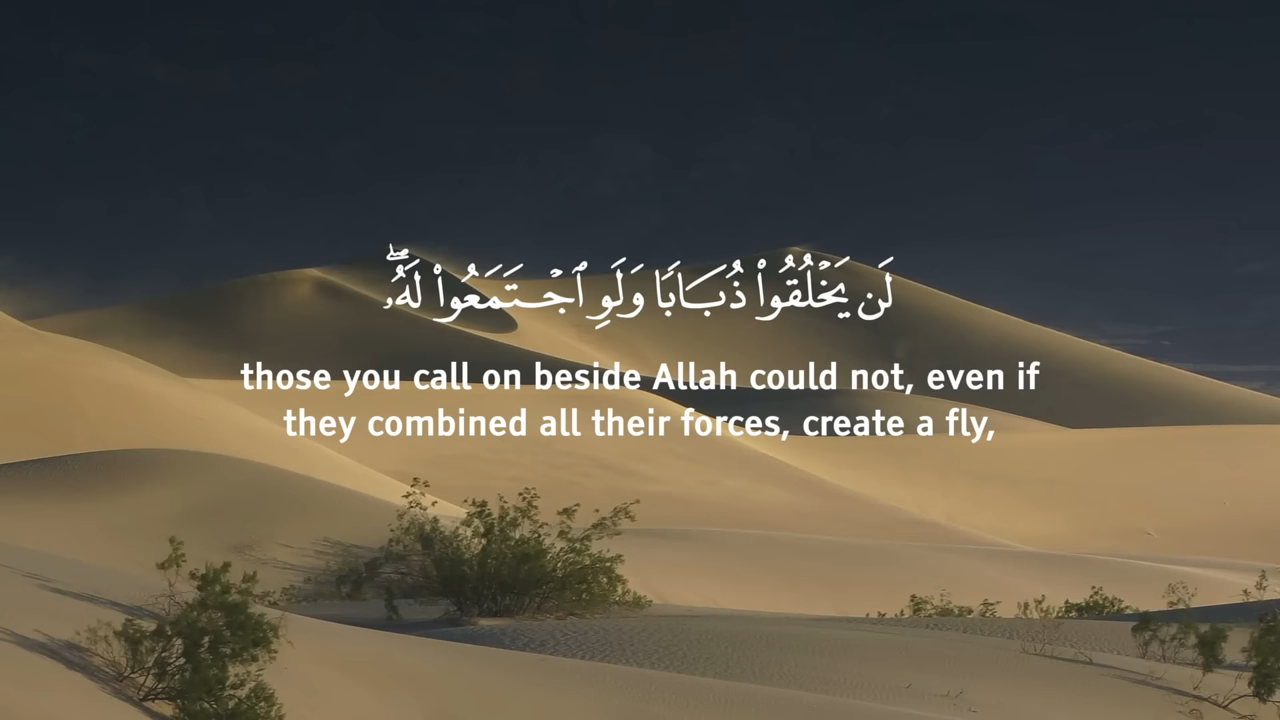 لَن يَخۡلُقُواْ ذُبَابٗا وَلَوِ ٱجۡتَمَعُواْ لَهُۥۖ
those you call on beside Allah could not, even if
they combined all their forces, create a fly,